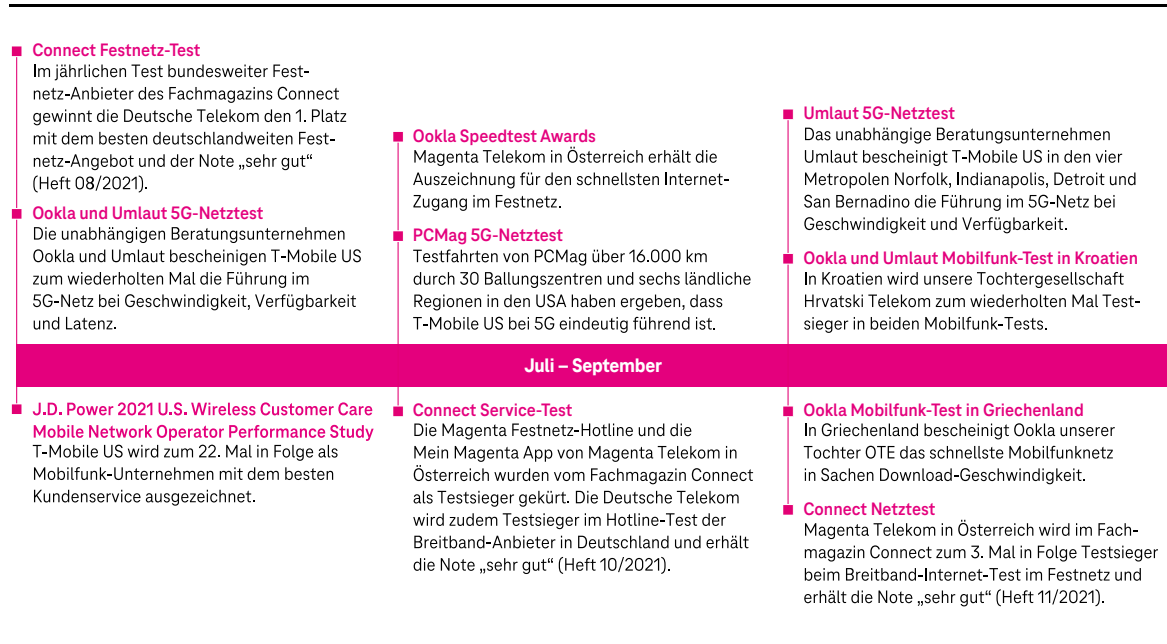 Connect Festnetz-Test
Im jährlichen Test bundesweiter Fest-
netz-Anbieter des Fachmagazins Connect
gewinnt die Deutsche Telekom den 1. Platz
mit dem besten deutschlandweiten Fest-
netz-Angebot und der Note „sehr gut“
(Heft 08/2021).
Ookla und Umlaut 5G-Netztest
Die unabhängigen Beratungsunternehmen
Ookla und Umlaut bescheinigen T-Mobile US
zum wiederholten Mal die Führung im
5G-Netz bei Geschwindigkeit, Verfügbarkeit
und Latenz.
Ookla Speedtest Awards
Magenta Telekom in Österreich erhält die
Auszeichnung für den schnellsten Internet-
Zugang im Festnetz.
PCMag 5G-Netztest
Testfahrten von PCMag über 16.000 km
durch 30 Ballungszentren und sechs ländliche
Regionen in den USA haben ergeben, dass
T-Mobile US bei 5G eindeutig führend ist.
Umlaut 5G-Netztest
Das unabhängige Beratungsunternehmen
Umlaut bescheinigt T-Mobile US in den vier
Metropolen Norfolk, Indianapolis, Detroit und
San Bernadino die Führung im 5G-Netz bei
Geschwindigkeit und Verfügbarkeit.
Ookla und Umlaut Mobilfunk-Test in Kroatien
In Kroatien wird unsere Tochtergesellschaft
Hrvatski Telekom zum wiederholten Mal Test-
sieger in beiden Mobilfunk-Tests.
Juli – September
J.D. Power 2021 U.S. Wireless Customer Care
Mobile Network Operator Performance Study
T-Mobile US wird zum 22. Mal in Folge als
Mobilfunk-Unternehmen mit dem besten
Kundenservice ausgezeichnet.
Connect Service-Test
Die Magenta Festnetz-Hotline und die
Mein Magenta App von Magenta Telekom in
Österreich wurden vom Fachmagazin Connect
als Testsieger gekürt. Die Deutsche Telekom
wird zudem Testsieger im Hotline-Test der
Breitband-Anbieter in Deutschland und erhält
die Note „sehr gut“ (Heft 10/2021).
Ookla Mobilfunk-Test in Griechenland
In Griechenland bescheinigt Ookla unserer
Tochter OTE das schnellste Mobilfunknetz
in Sachen Download-Geschwindigkeit.
Connect Netztest
Magenta Telekom in Österreich wird im Fach-
magazin Connect zum 3. Mal in Folge Testsieger
beim Breitband-Internet-Test im Festnetz und
erhält die Note „sehr gut“ (Heft 11/2021).